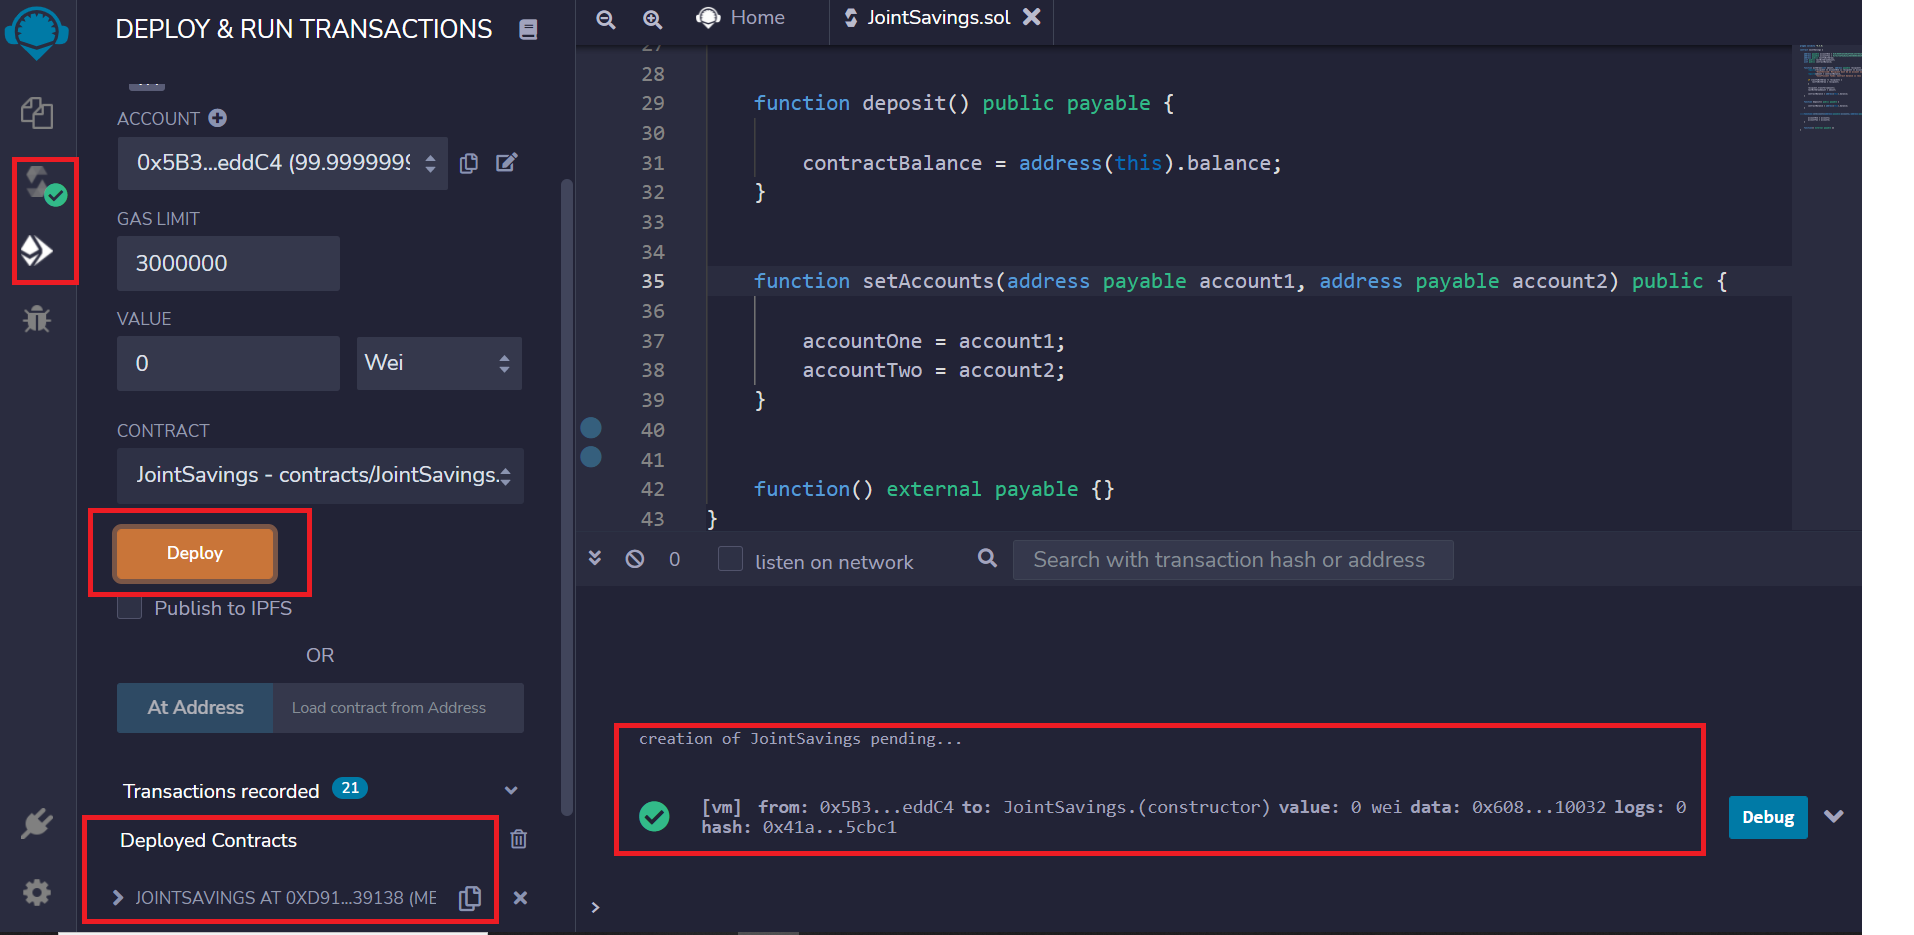 DEPLOY & RUN TRANSACTIONS
ACCOUNT
0x5B3...eddC4 (99.9999999
GAS LIMIT
3000000
VALUE
0
Wei
CONTRACT
JointSavings - contracts/JointSavings.
Deploy
Publish to IPFS
OR
At Address
Load contract from Address
Transactions recorded 21
Deployed Contracts
JOINTSAVINGS AT 0XD91...39138 (ME
Home
JointSavings.sol
27
28
29 function deposit() public payable {
30
31 contractBalance = address(this).balance;
32 }
33
34
35 function setAccounts(address payable account1, address payable account2) public {
36
37 accountOne = account1;
38 accountTwo = account2;
39 }
40
41
42 function() external payable {}
43 }
0
listen on network
Search with transaction hash or address
creation of JointSavings pending...
[vm] from: 0x5B3...eddC4 to: JointSavings.(constructor) value: 0 wei data: 0x608...10032 logs: 0
hash: 0x41a...5cbc1
Debug
>